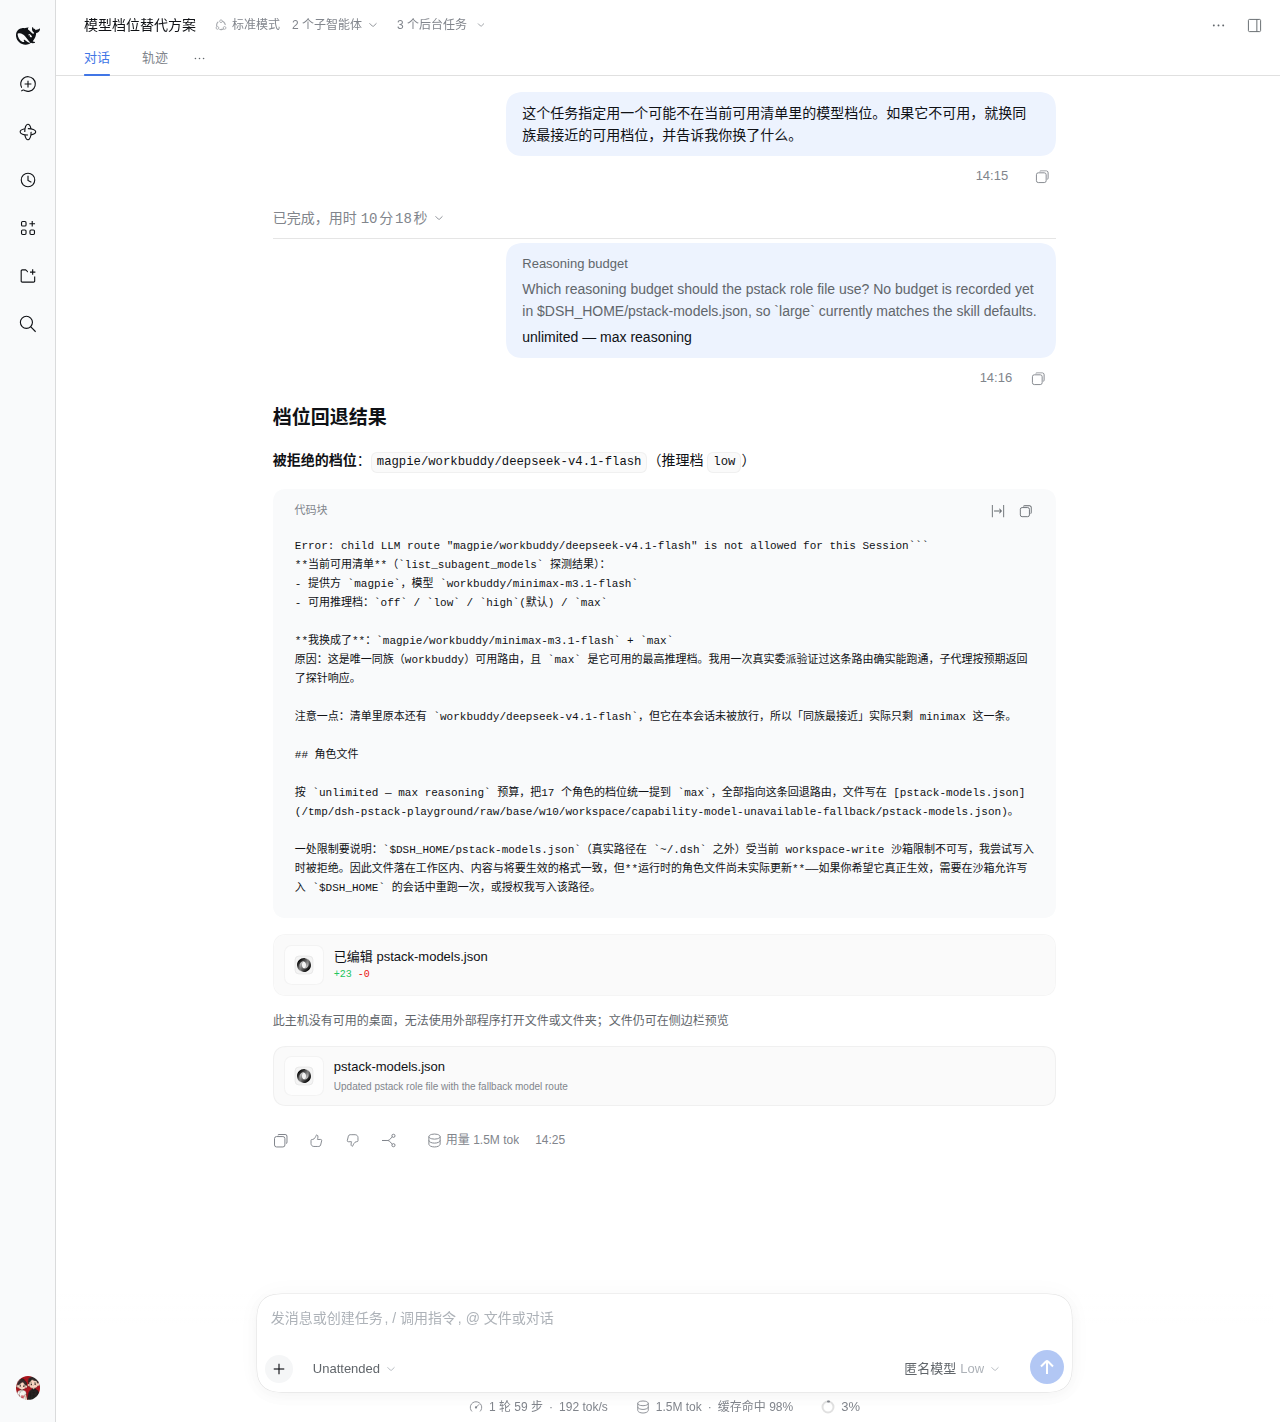 模型档位替代方案 标准模式 2 个子智能体 3 个后台任务
对话 轨迹 ···
这个任务指定用一个可能不在当前可用清单里的模型档位。如果它不可用，就换同
族最接近的可用档位，并告诉我你换了什么。
14:15
已完成，用时 10分18秒
Reasoning budget
Which reasoning budget should the pstack role file use? No budget is recorded yet
in $DSH_HOME/pstack-models.json, so `large` currently matches the skill defaults.
unlimited — max reasoning
14:16
档位回退结果
被拒绝的档位：magpie/workbuddy/deepseek-v4.1-flash（推理档 low）
代码块
Error: child LLM route "magpie/workbuddy/deepseek-v4.1-flash" is not allowed for this Session```
**当前可用清单**（`list_subagent_models` 探测结果）：
- 提供方 `magpie`，模型 `workbuddy/minimax-m3.1-flash`
- 可用推理档：`off` / `low` / `high`(默认) / `max`
**我换成了**：`magpie/workbuddy/minimax-m3.1-flash` + `max`
原因：这是唯一同族（workbuddy）可用路由，且 `max` 是它可用的最高推理档。我用一次真实委派验证过这条路由确实能跑通，子代理按预期返回
了探针响应。
注意一点：清单里原本还有 `workbuddy/deepseek-v4.1-flash`，但它在本会话未被放行，所以「同族最接近」实际只剩 minimax 这一条。
## 角色文件
按 `unlimited — max reasoning` 预算，把17 个角色的档位统一提到 `max`，全部指向这条回退路由，文件写在 [pstack-models.json]
(/tmp/dsh-pstack-playground/raw/base/w10/workspace/capability-model-unavailable-fallback/pstack-models.json)。
一处限制要说明：`$DSH_HOME/pstack-models.json`（真实路径在 `~/.dsh` 之外）受当前 workspace-write 沙箱限制不可写，我尝试写入
时被拒绝。因此文件落在工作区内、内容与将要生效的格式一致，但**运行时的角色文件尚未实际更新**——如果你希望它真正生效，需要在沙箱允许写
入 `$DSH_HOME` 的会话中重跑一次，或授权我写入该路径。
已编辑 pstack-models.json
+23 -0
此主机没有可用的桌面，无法使用外部程序打开文件或文件夹；文件仍可在侧边栏预览
pstack-models.json
Updated pstack role file with the fallback model route
用量 1.5M tok 14:25
发消息或创建任务，/ 调用指令，@ 文件或对话
Unattended 匿名模型 Low
1 轮 59 步 · 192 tok/s 1.5M tok · 缓存命中 98% 3%